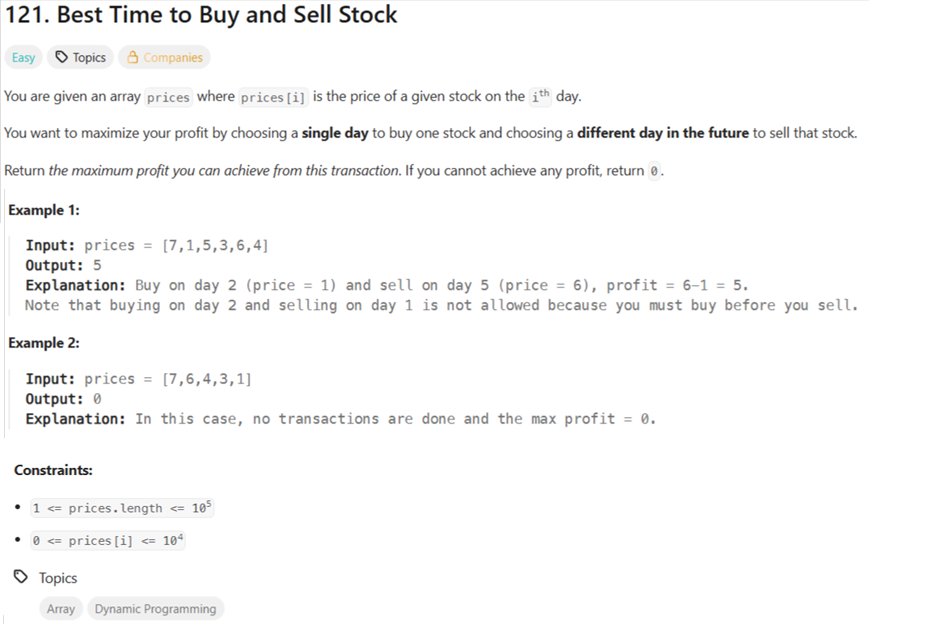 121. Best Time to Buy and Sell Stock
Easy Topics Companies
You are given an array prices where prices[i] is the price of a given stock on the ith day.
You want to maximize your profit by choosing a single day to buy one stock and choosing a different day in the future to sell that stock.
Return the maximum profit you can achieve from this transaction. If you cannot achieve any profit, return 0.
Example 1:
Input: prices = [7,1,5,3,6,4]
Output: 5
Explanation: Buy on day 2 (price = 1) and sell on day 5 (price = 6), profit = 6-1 = 5.
Note that buying on day 2 and selling on day 1 is not allowed because you must buy before you sell.
Example 2:
Input: prices = [7,6,4,3,1]
Output: 0
Explanation: In this case, no transactions are done and the max profit = 0.
Constraints:
• 1 <= prices.length <= 10⁵
• 0 <= prices[i] <= 10⁴
Topics
Array Dynamic Programming